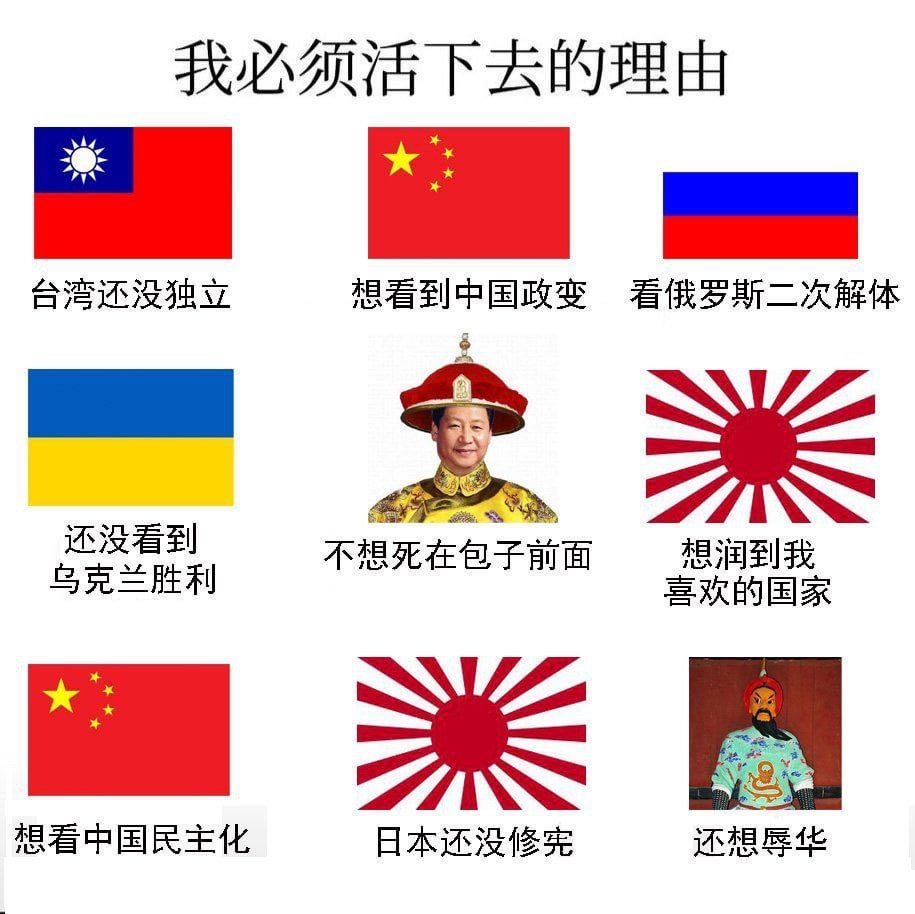 我必须活下去的理由
台湾还没独立
想看到中国政变
看俄罗斯二次解体
还没看到
乌克兰胜利
不想死在包子前面
想润到我
喜欢的国家
想看中国民主化
日本还没修宪
还想辱华